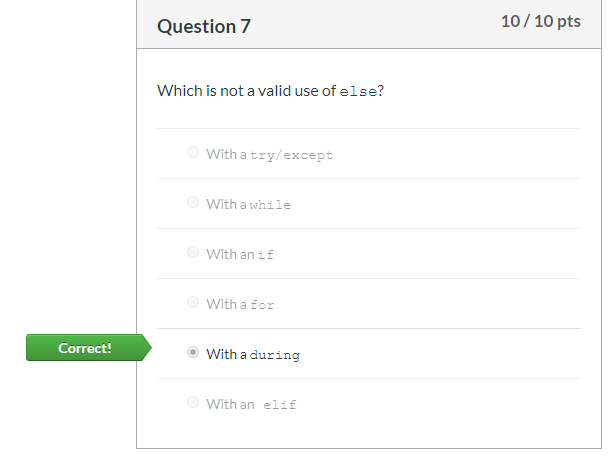 Question 7
10 / 10 pts
Which is not a valid use of else?
With a try/except
With a while
With an if
With a for
Correct!
With a during
With an elif